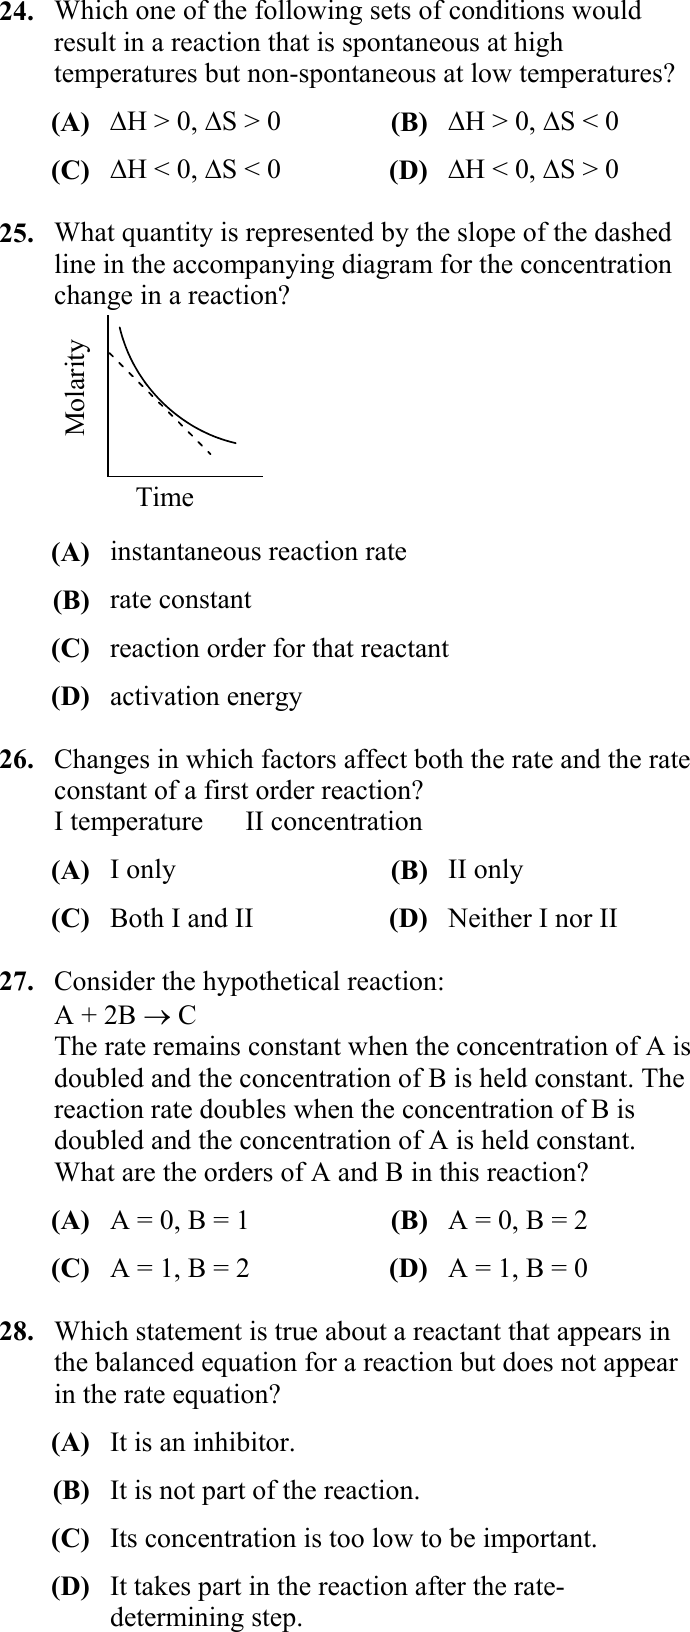 24. Which one of the following sets of conditions would
result in a reaction that is spontaneous at high
temperatures but non-spontaneous at low temperatures?
(A) ΔH > 0, ΔS > 0 (B) ΔH > 0, ΔS < 0
(C) ΔH < 0, ΔS < 0 (D) ΔH < 0, ΔS > 0
25. What quantity is represented by the slope of the dashed
line in the accompanying diagram for the concentration
change in a reaction?
Molarity
Time
(A) instantaneous reaction rate
(B) rate constant
(C) reaction order for that reactant
(D) activation energy
26. Changes in which factors affect both the rate and the rate
constant of a first order reaction?
I temperature II concentration
(A) I only (B) II only
(C) Both I and II (D) Neither I nor II
27. Consider the hypothetical reaction:
A + 2B → C
The rate remains constant when the concentration of A is
doubled and the concentration of B is held constant. The
reaction rate doubles when the concentration of B is
doubled and the concentration of A is held constant.
What are the orders of A and B in this reaction?
(A) A = 0, B = 1 (B) A = 0, B = 2
(C) A = 1, B = 2 (D) A = 1, B = 0
28. Which statement is true about a reactant that appears in
the balanced equation for a reaction but does not appear
in the rate equation?
(A) It is an inhibitor.
(B) It is not part of the reaction.
(C) Its concentration is too low to be important.
(D) It takes part in the reaction after the rate-
determining step.